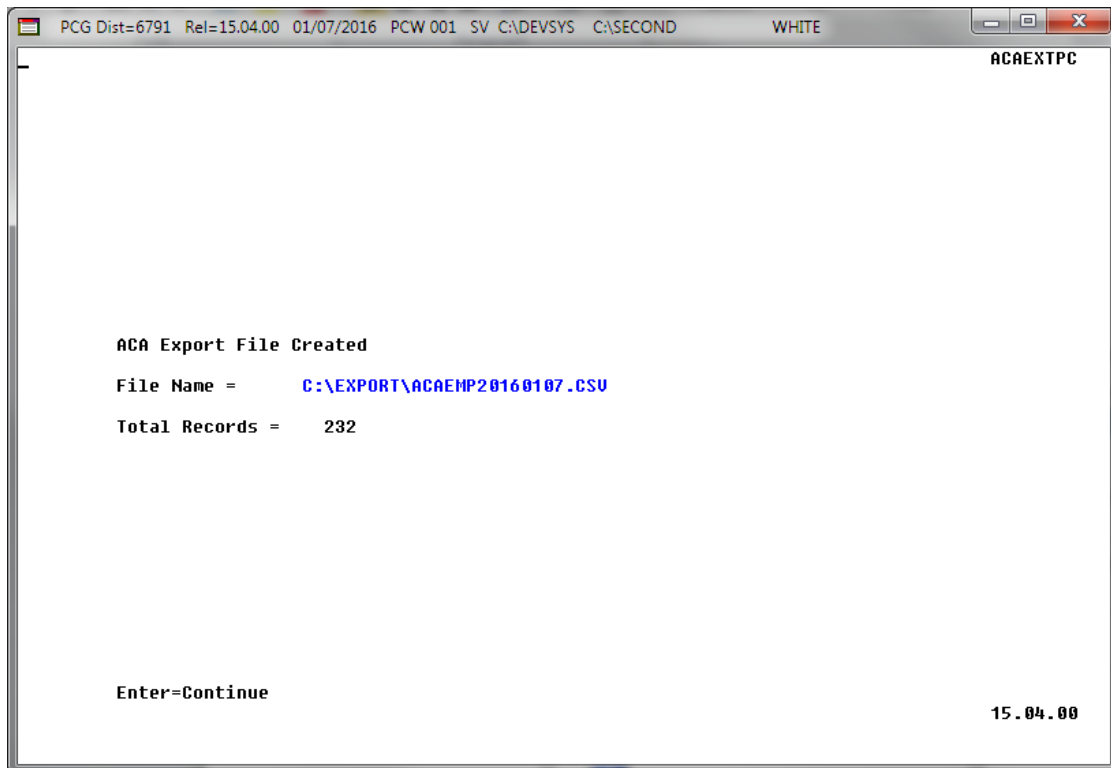 PCG Dist=6791 Rel=15.04.00 01/07/2016 PCW 001 SV C:\DEVSYS C:\SECOND WHITE
ACAEXTPC
ACA Export File Created
File Name = C:\EXPORT\ACAEMP20160107.CSV
Total Records = 232
Enter=Continue
15.04.00